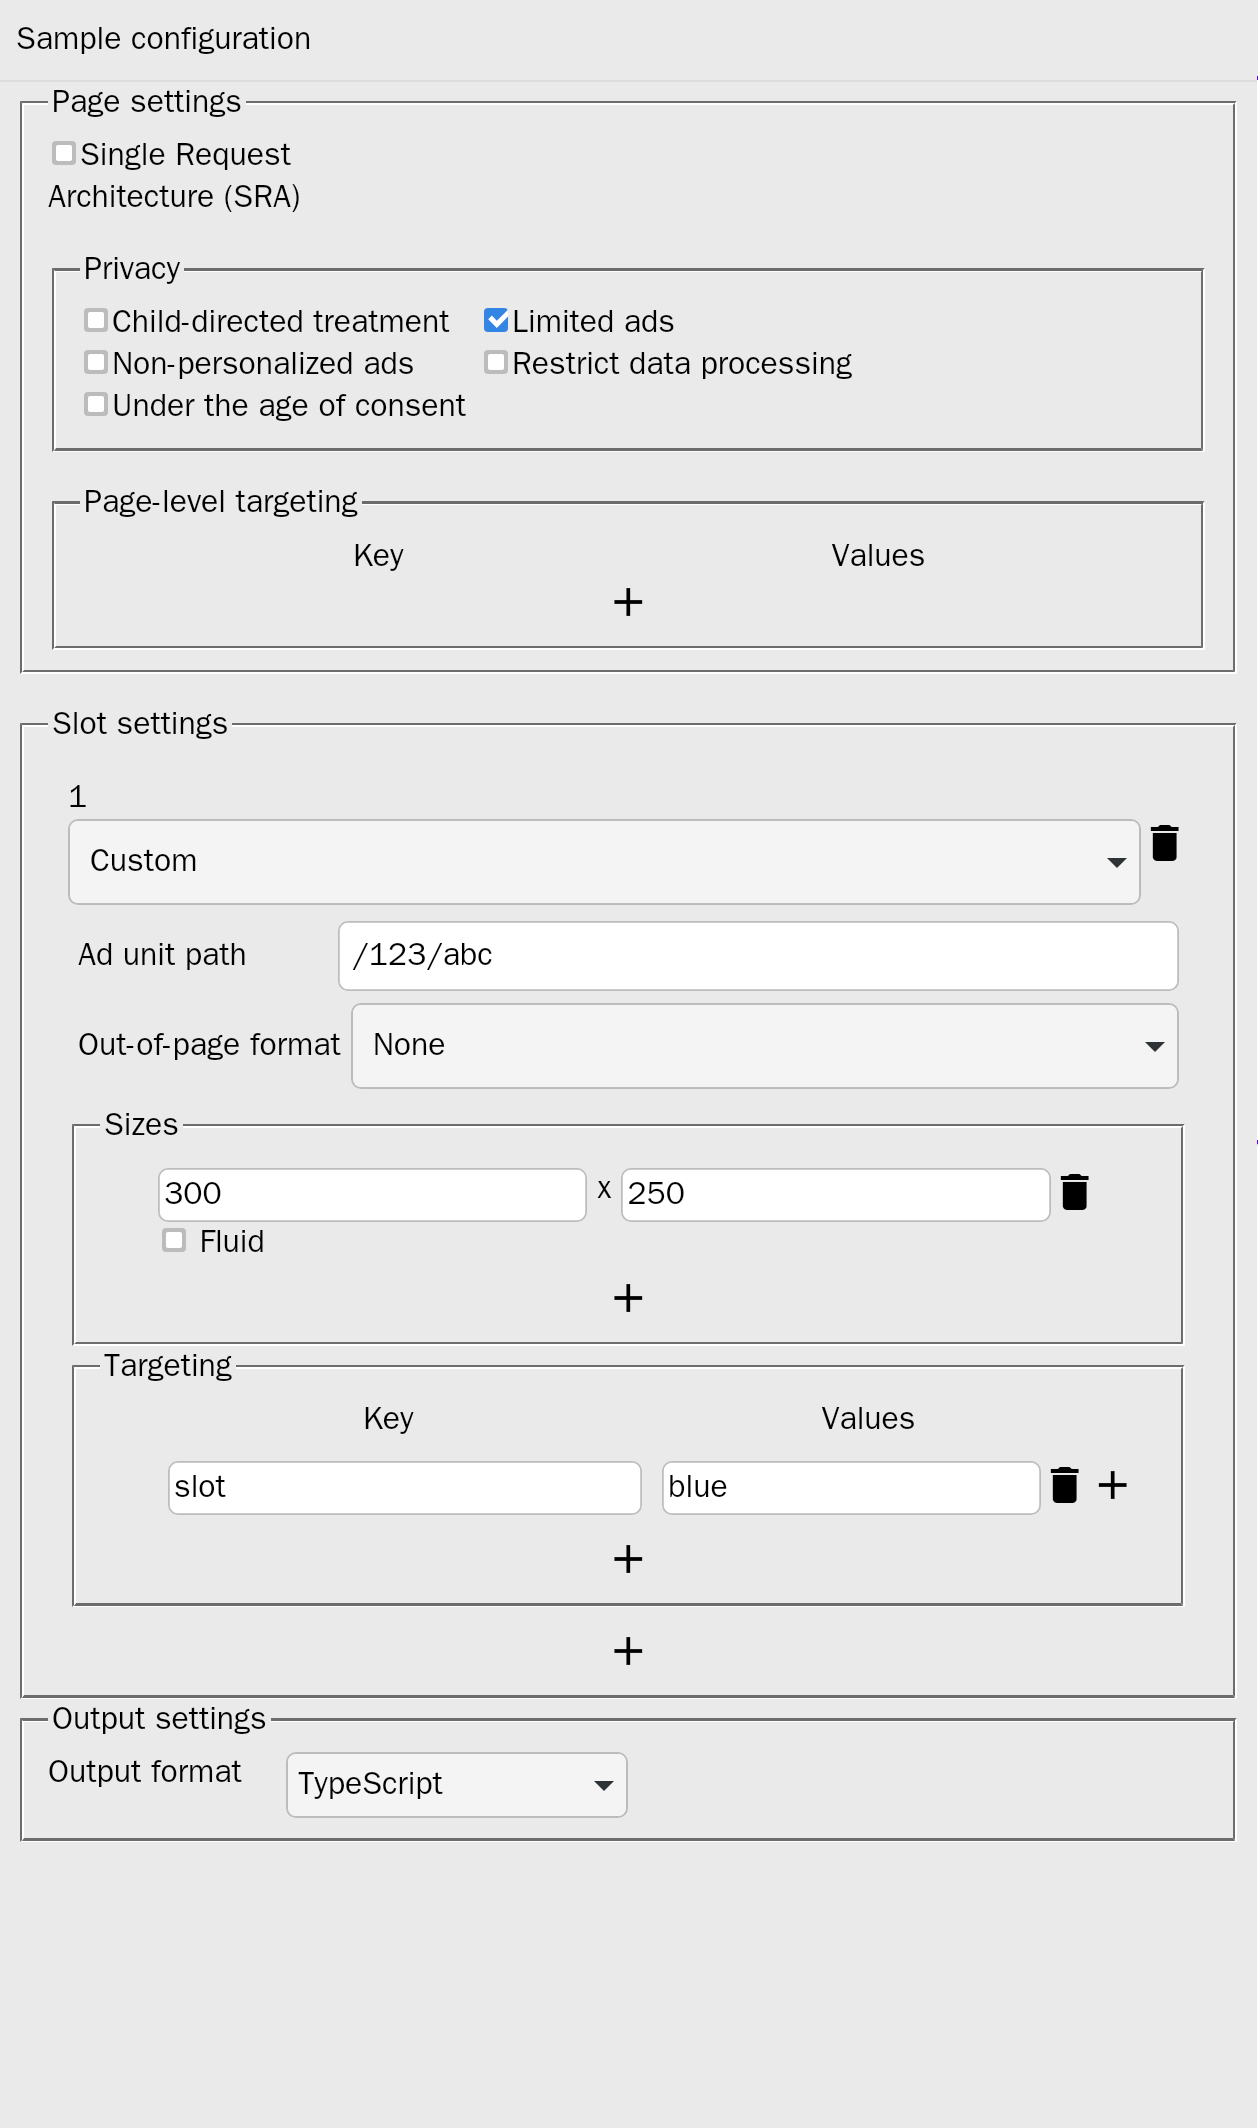 Sample configuration
Page settings
Single Request
Architecture (SRA)
Privacy
Child-directed treatment Limited ads
Non-personalized ads Restrict data processing
Under the age of consent
Page-level targeting
Key Values
+
Slot settings
1
Custom
Ad unit path /123/abc
Out-of-page format None
Sizes
300 x 250
Fluid
+
Targeting
Key Values
slot blue +
+
+
Output settings
Output format TypeScript